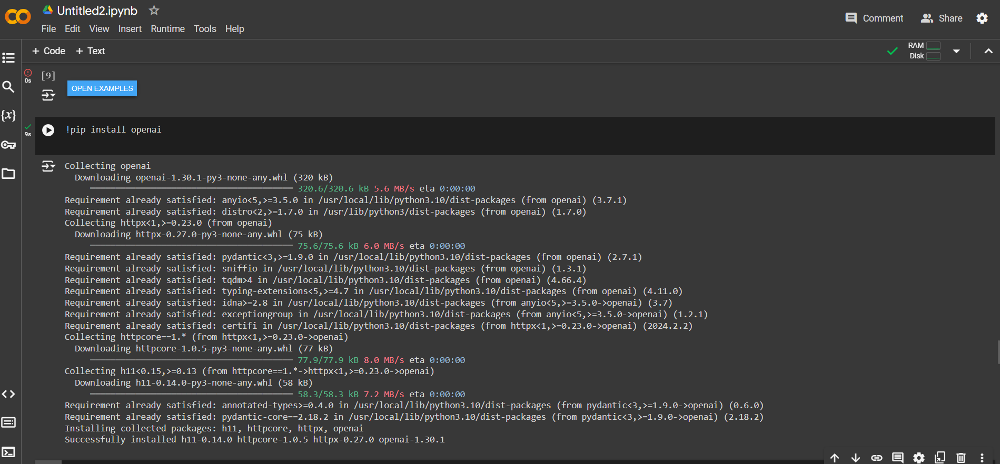 Untitled2.ipynb
File Edit View Insert Runtime Tools Help
Comment Share
+ Code + Text
RAM
Disk
[9]
0s
OPEN EXAMPLES
{x}
9s
!pip install openai
Collecting openai
Downloading openai-1.30.1-py3-none-any.whl (320 kB)
320.6/320.6 kB 5.6 MB/s eta 0:00:00
Requirement already satisfied: anyio<5,>=3.5.0 in /usr/local/lib/python3.10/dist-packages (from openai) (3.7.1)
Requirement already satisfied: distro<2,>=1.7.0 in /usr/lib/python3/dist-packages (from openai) (1.7.0)
Collecting httpx<1,>=0.23.0 (from openai)
Downloading httpx-0.27.0-py3-none-any.whl (75 kB)
75.6/75.6 kB 6.0 MB/s eta 0:00:00
Requirement already satisfied: pydantic<3,>=1.9.0 in /usr/local/lib/python3.10/dist-packages (from openai) (2.7.1)
Requirement already satisfied: sniffio in /usr/local/lib/python3.10/dist-packages (from openai) (1.3.1)
Requirement already satisfied: tqdm>4 in /usr/local/lib/python3.10/dist-packages (from openai) (4.66.4)
Requirement already satisfied: typing-extensions<5,>=4.7 in /usr/local/lib/python3.10/dist-packages (from openai) (4.11.0)
Requirement already satisfied: idna>=2.8 in /usr/local/lib/python3.10/dist-packages (from anyio<5,>=3.5.0->openai) (3.7)
Requirement already satisfied: exceptiongroup in /usr/local/lib/python3.10/dist-packages (from anyio<5,>=3.5.0->openai) (1.2.1)
Requirement already satisfied: certifi in /usr/local/lib/python3.10/dist-packages (from httpx<1,>=0.23.0->openai) (2024.2.2)
Collecting httpcore==1.* (from httpx<1,>=0.23.0->openai)
Downloading httpcore-1.0.5-py3-none-any.whl (77 kB)
77.9/77.9 kB 8.0 MB/s eta 0:00:00
Collecting h11<0.15,>=0.13 (from httpcore==1.*->httpx<1,>=0.23.0->openai)
Downloading h11-0.14.0-py3-none-any.whl (58 kB)
58.3/58.3 kB 7.2 MB/s eta 0:00:00
Requirement already satisfied: annotated-types>=0.4.0 in /usr/local/lib/python3.10/dist-packages (from pydantic<3,>=1.9.0->openai) (0.6.0)
Requirement already satisfied: pydantic-core==2.18.2 in /usr/local/lib/python3.10/dist-packages (from pydantic<3,>=1.9.0->openai) (2.18.2)
Installing collected packages: h11, httpcore, httpx, openai
Successfully installed h11-0.14.0 httpcore-1.0.5 httpx-0.27.0 openai-1.30.1